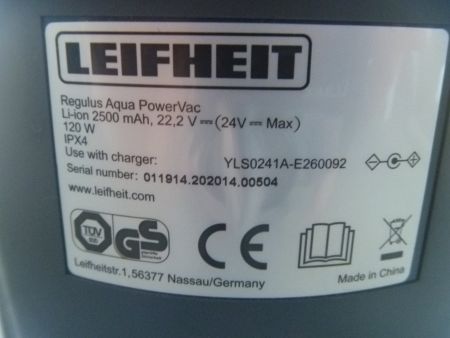 LEIFHEIT
Regulus Aqua PowerVac
Li-ion 2500 mAh, 22,2 V⎓(24V⎓ Max)
120 W
IPX4
Use with charger: YLS0241A-E260092
Serial number: 011914.202014.00504
www.leifheit.com
TÜV
GS
geprüfte
Sicherheit
CE
Leifheitstr.1,56377 Nassau/Germany
Made in China